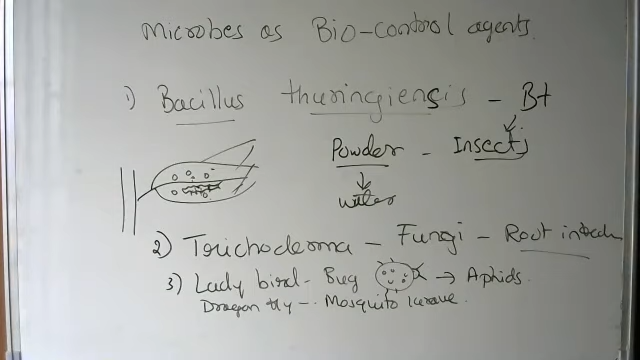 Microbes as Bio-control agents.
1) Bacillus thuringiensis - Bt
Powder - Insects
water
2) Trichoderma - Fungi - Root
3) Lady bird - Bug → Aphids.
Dragon fly - Mosquito larvae.